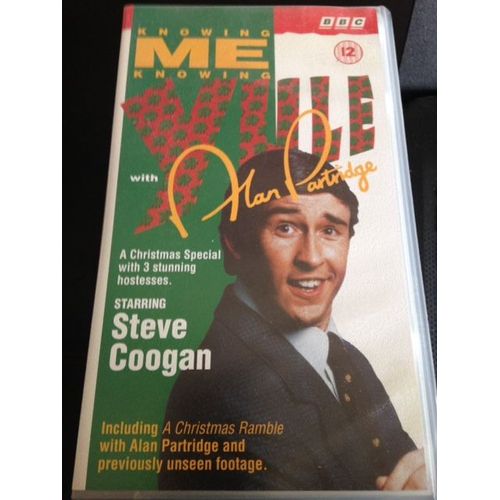 BBC
KNOWING
ME
KNOWING
YULE
12
with Alan Partridge
A Christmas Special
with 3 stunning
hostesses.
STARRING
Steve
Coogan
Including A Christmas Ramble
with Alan Partridge and
previously unseen footage.